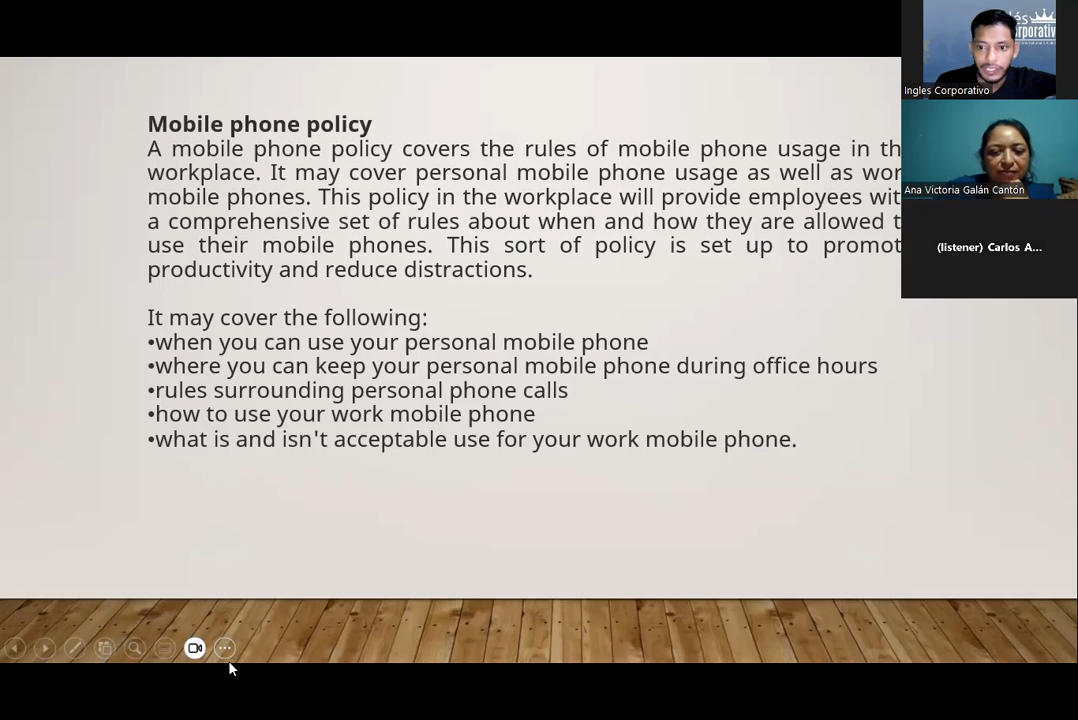 Mobile phone policy
A mobile phone policy covers the rules of mobile phone usage in th
workplace. It may cover personal mobile phone usage as well as wor
mobile phones. This policy in the workplace will provide employees wit
a comprehensive set of rules about when and how they are allowed t
use their mobile phones. This sort of policy is set up to promot
productivity and reduce distractions.
It may cover the following:
•when you can use your personal mobile phone
•where you can keep your personal mobile phone during office hours
•rules surrounding personal phone calls
•how to use your work mobile phone
•what is and isn't acceptable use for your work mobile phone.
és
rporativ
Ingles Corporativo
Ana Victoria Galán Cantón
(listener) Carlos A...